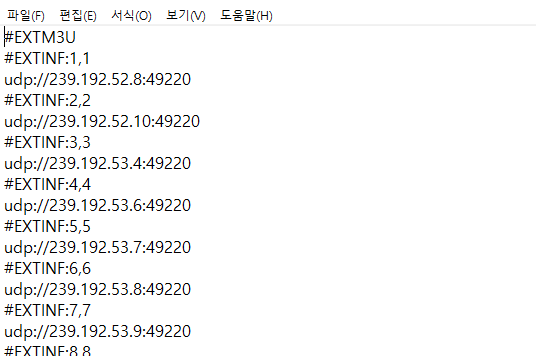 파일(F) 편집(E) 서식(O) 보기(V) 도움말(H)
#EXTM3U
#EXTINF:1,1
udp://239.192.52.8:49220
#EXTINF:2,2
udp://239.192.52.10:49220
#EXTINF:3,3
udp://239.192.53.4:49220
#EXTINF:4,4
udp://239.192.53.6:49220
#EXTINF:5,5
udp://239.192.53.7:49220
#EXTINF:6,6
udp://239.192.53.8:49220
#EXTINF:7,7
udp://239.192.53.9:49220
#EXTINF:8,8